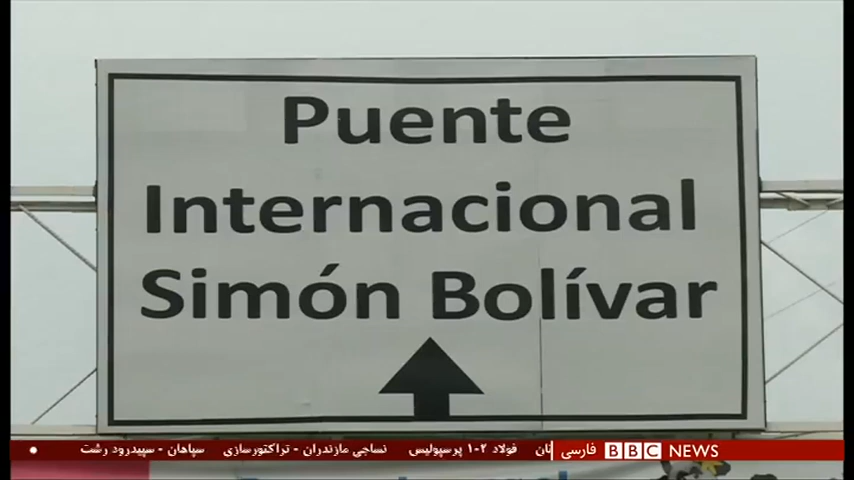 Puente
Internacional
Simón Bolívar
BBC NEWS فارسی
فولاد ۲-۱ پرسپولیس نساجی مازندران - تراکتورسازی سپاهان - سپیدرود رشت